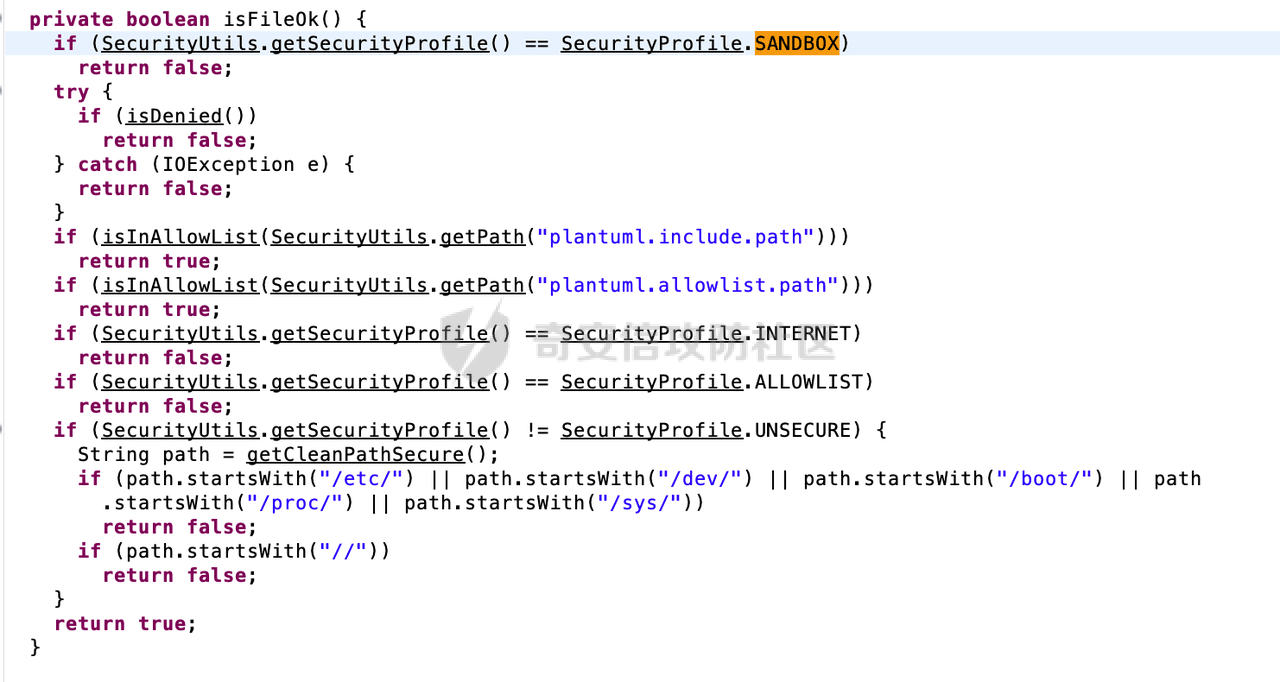 private boolean isFileOk() {
if (SecurityUtils.getSecurityProfile() == SecurityProfile.SANDBOX)
return false;
try {
if (isDenied())
return false;
} catch (IOException e) {
return false;
}
if (isInAllowList(SecurityUtils.getPath("plantuml.include.path")))
return true;
if (isInAllowList(SecurityUtils.getPath("plantuml.allowlist.path")))
return true;
if (SecurityUtils.getSecurityProfile() == SecurityProfile.INTERNET)
奇安信攻防社区
return false;
if (SecurityUtils.getSecurityProfile() == SecurityProfile.ALLOWLIST)
return false;
if (SecurityUtils.getSecurityProfile() != SecurityProfile.UNSECURE) {
String path = getCleanPathSecure();
if (path.startsWith("/etc/") || path.startsWith("/dev/") || path.startsWith("/boot/") || path
.startsWith("/proc/") || path.startsWith("/sys/"))
return false;
if (path.startsWith("//"))
return false;
}
return true;
}